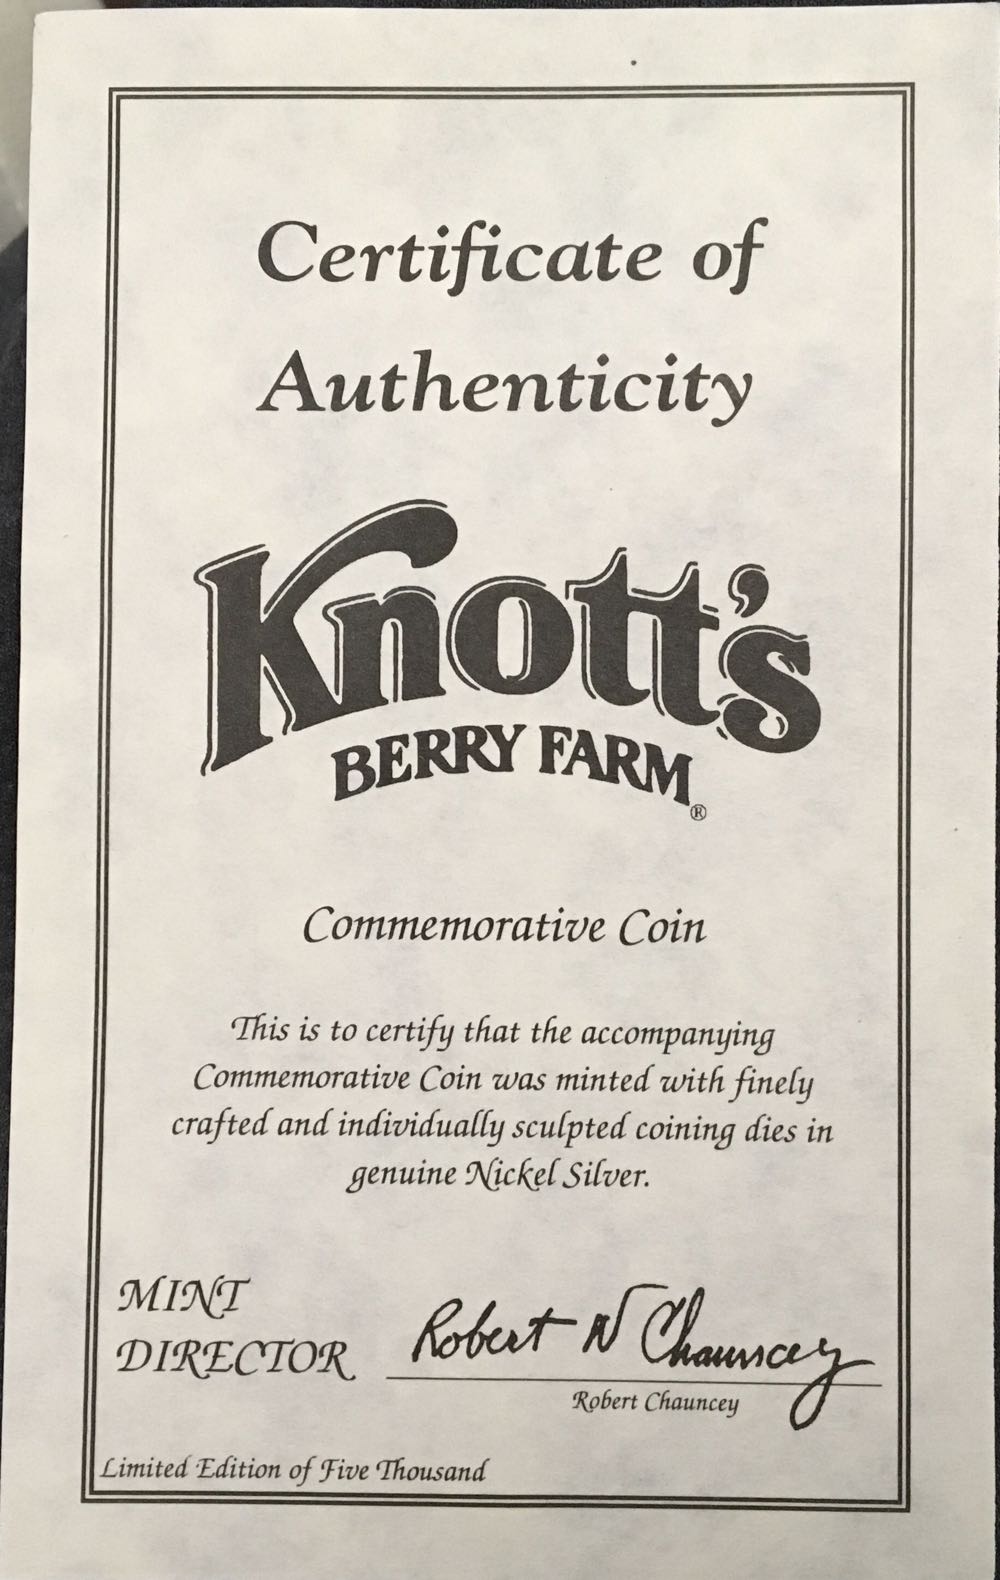 Certificate of
Authenticity
Knott's
BERRY FARM®
Commemorative Coin
This is to certify that the accompanying
Commemorative Coin was minted with finely
crafted and individually sculpted coining dies in
genuine Nickel Silver.
MINT
DIRECTOR
Robert N Chauncey
Robert Chauncey
Limited Edition of Five Thousand